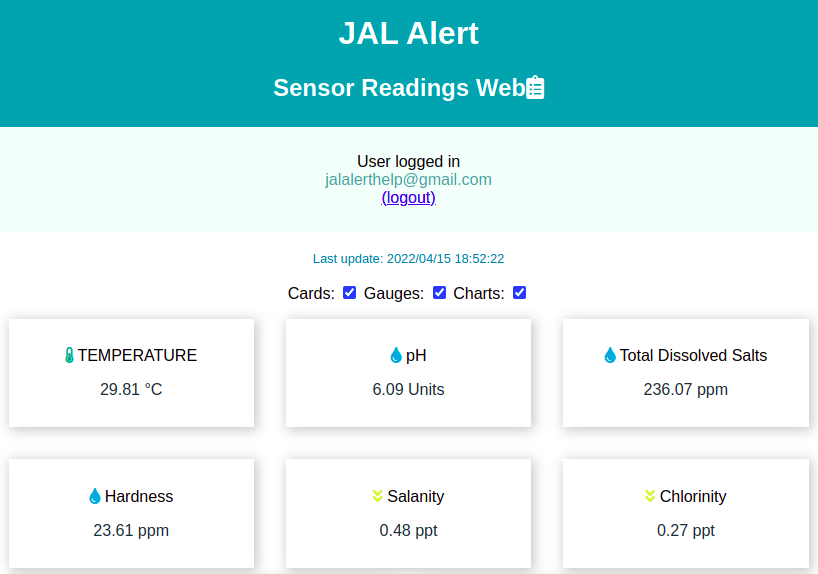 JAL Alert
Sensor Readings Web
User logged in
jalalerthelp@gmail.com
(logout)
Last update: 2022/04/15 18:52:22
Cards: Gauges: Charts:
TEMPERATURE
29.81 °C
pH
6.09 Units
Total Dissolved Salts
236.07 ppm
Hardness
23.61 ppm
Salanity
0.48 ppt
Chlorinity
0.27 ppt